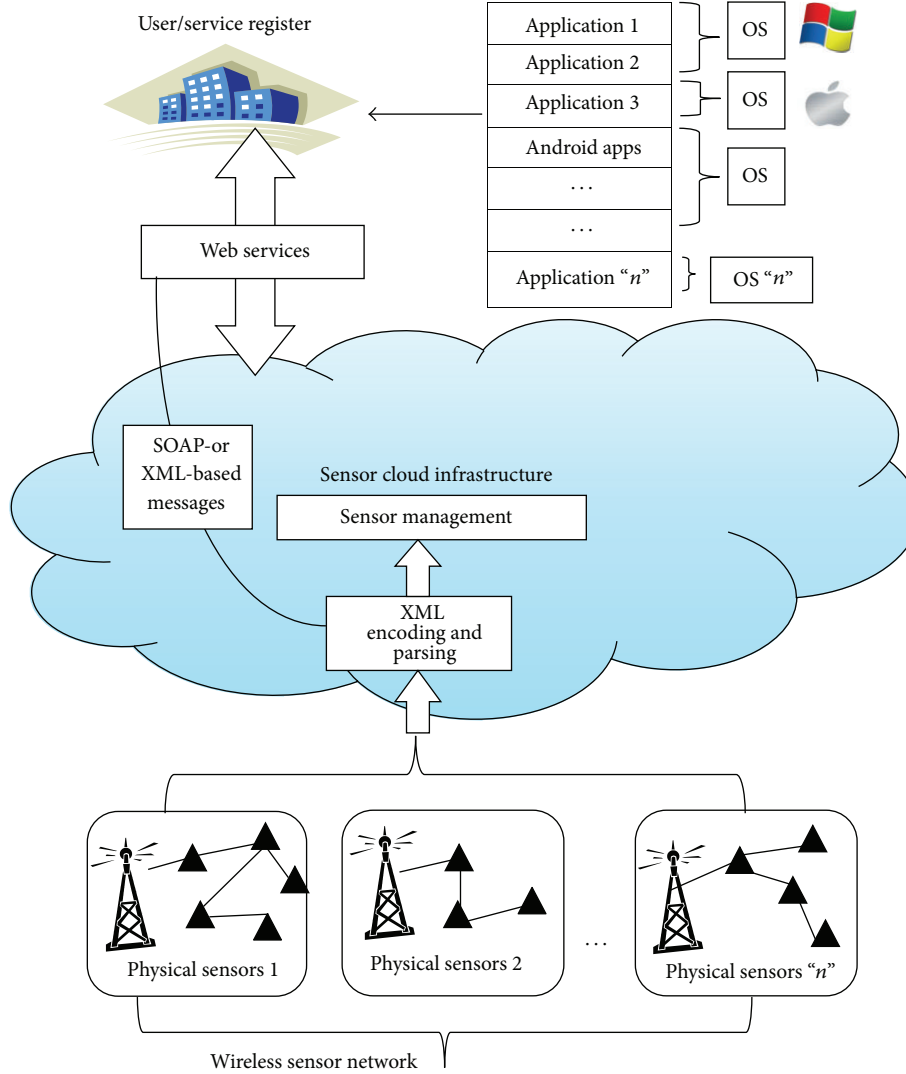 User/service register
Application 1
OS
Application 2
Application 3
OS
Android apps
OS
...
...
Application “n”
OS “n”
Web services
SOAP-or
XML-based
messages
Sensor cloud infrastructure
Sensor management
XML
encoding and
parsing
Physical sensors 1
Physical sensors 2
...
Physical sensors “n”
Wireless sensor network